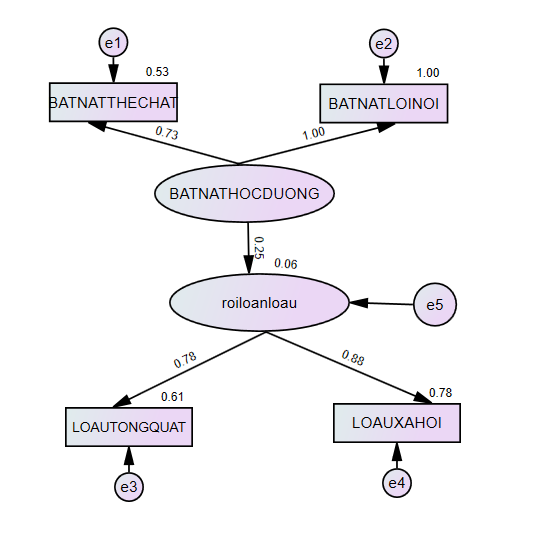 e1
e2
0.53
1.00
BATNATTHECHAT
BATNATLOINOI
0.73
1.00
BATNATHOCDUONG
0.25
0.06
roiloanloau
e5
0.78
0.88
0.61
0.78
LOAUTONGQUAT
LOAUXAHOI
e3
e4